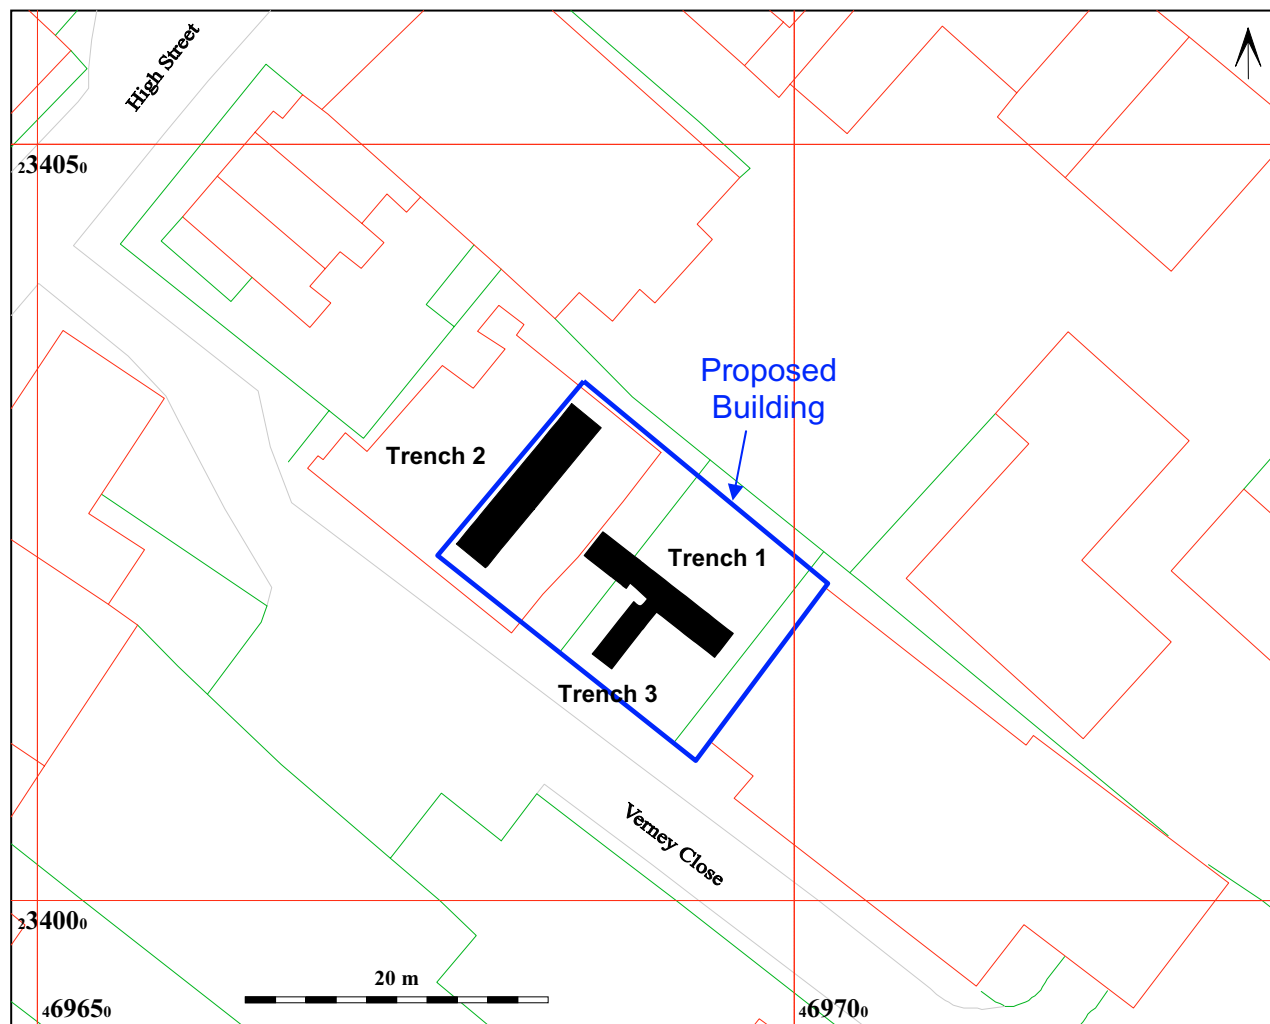 High Street
234050
Proposed
Building
Trench 2
Trench 1
Trench 3
Verney Close
234000
20 m
469650
469700